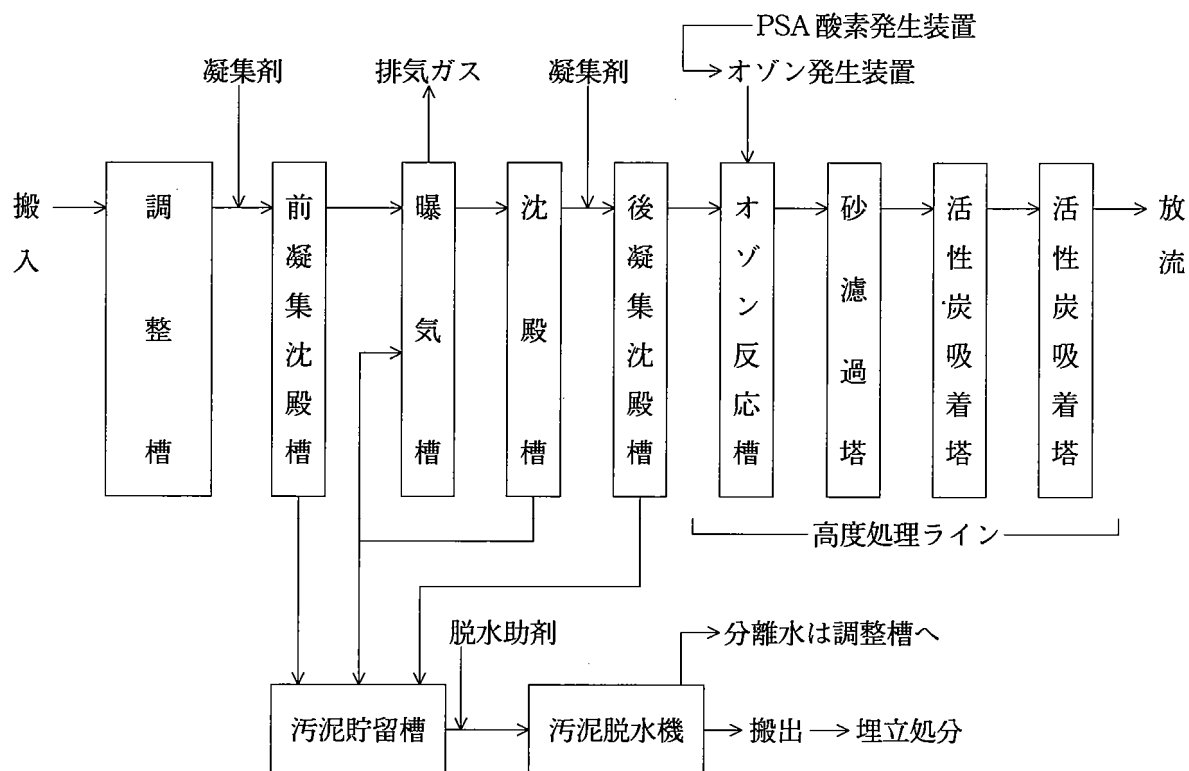 PSA酸素発生装置
凝集剤
排気ガス
凝集剤
オゾン発生装置
搬入
調整槽
前凝集沈殿槽
曝気槽
沈殿槽
後凝集沈殿槽
オゾン反応槽
砂濾過塔
活性炭吸着塔
活性炭吸着塔
放流
高度処理ライン
脱水助剤
分離水は調整槽へ
汚泥貯留槽
汚泥脱水機
搬出
埋立処分